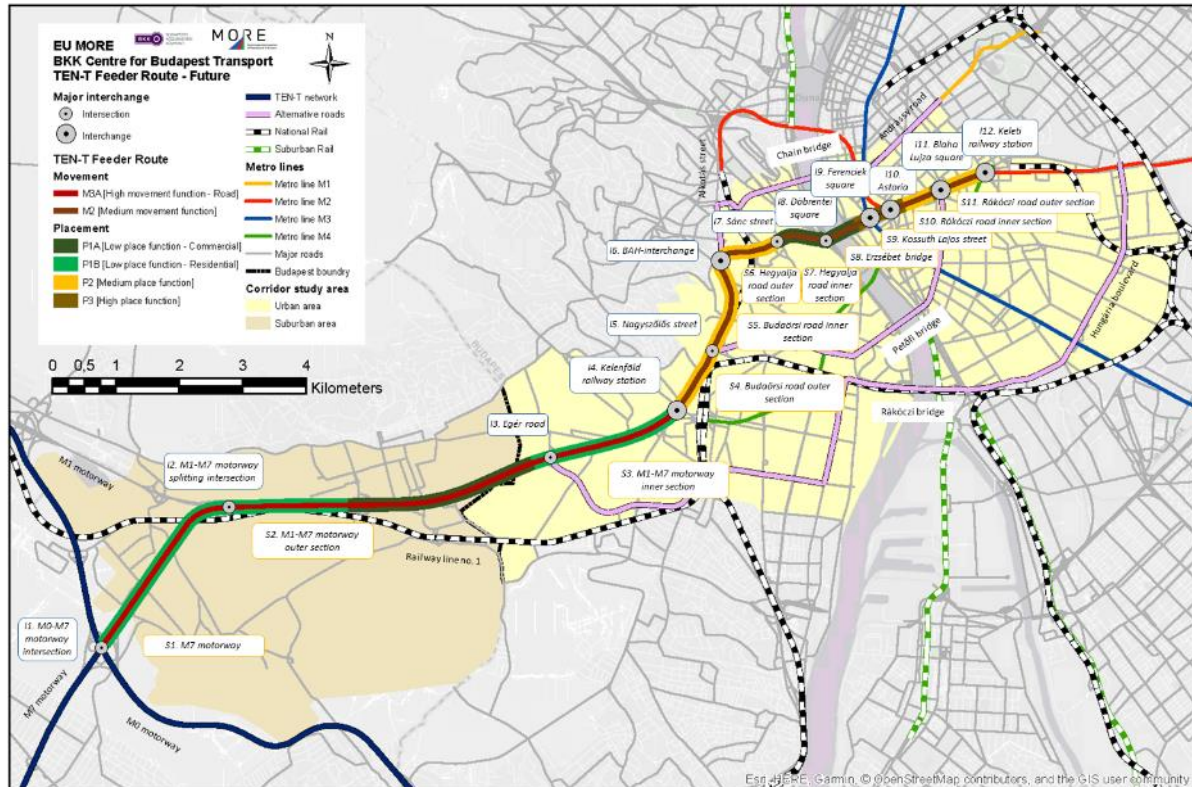 EU MORE
BKK Centre for Budapest Transport
TEN-T Feeder Route - Future
BKK
MORE
N
Major interchange
Intersection
Interchange
TEN-T Feeder Route
Movement
M3A [High movement function - Road]
M2 [Medium movement function]
Placement
P1A [Low place function - Commercial]
P1B [Low place function - Residential]
P2 [Medium place function]
P3 [High place function]
TEN-T network
Alternative roads
National Rail
Suburban Rail
Metro lines
Metro line M1
Metro line M2
Metro line M3
Metro line M4
Major roads
Budapest boundry
Corridor study area
Urban area
Suburban area
0 0,5 1 2 3 4
Kilometers
Andrássy road
Alkotás street
Chain bridge
I12. Keleti
railway station
I11. Blaha
Lujza square
I10.
Astoria
I9. Ferenciek
square
I8. Döbrentei
square
I7. Sánc street
I6. BAH-interchange
S11. Rákóczi road outer section
S10. Rákóczi road inner section
S9. Kossuth Lajos street
S8. Erzsébet bridge
S7. Hegyalja
road inner
section
S6. Hegyalja
road outer
section
I5. Nagyszőlős street
S5. Budaörsi road inner
section
Hungária boulevard
Petőfi bridge
I4. Kelenföld
railway station
S4. Budaörsi road outer
section
Rákóczi bridge
BUDAPEST
I3. Egér road
S3. M1-M7 motorway
inner section
I2. M1-M7 motorway
splitting intersection
M1 motorway
S2. M1-M7 motorway
outer section
Railway line no. 1
I1. M0-M7
motorway
intersection
S1. M7 motorway
M7 motorway
M0 motorway
Esri, HERE, Garmin, © OpenStreetMap contributors, and the GIS user community